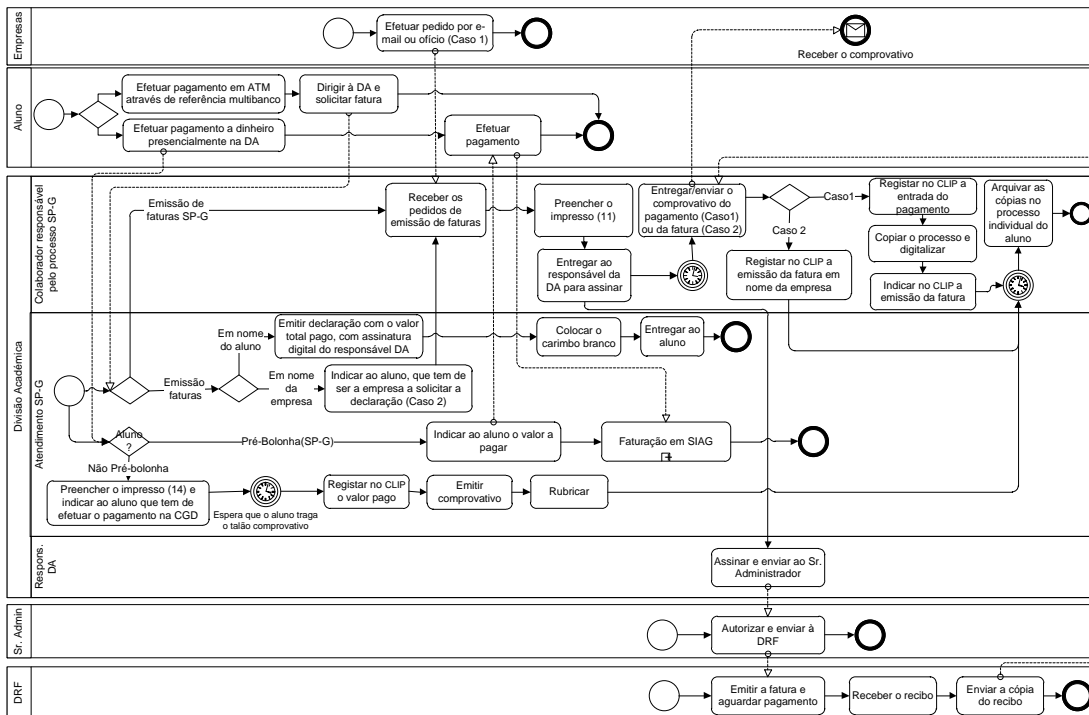 Empresas
Efetuar pedido por e-
mail ou ofício (Caso 1)
Receber o comprovativo
Aluno
Efetuar pagamento em ATM
através de referência multibanco
Dirigir à DA e
solicitar fatura
Efetuar pagamento a dinheiro
presencialmente na DA
Efetuar
pagamento
Divisão Académica
Colaborador responsável
pelo processo SP-G
Emissão de
faturas SP-G
Receber os
pedidos de
emissão de faturas
Preencher o
impresso (11)
Entregar ao
responsável da
DA para assinar
Entregar/enviar o
comprovativo do
pagamento (Caso1)
ou da fatura (Caso 2)
Caso1
Caso 2
Registar no CLIP a
emissão da fatura em
nome da empresa
Registar no CLIP a
entrada do
pagamento
Copiar o processo e
digitalizar
Indicar no CLIP a
emissão da fatura
Arquivar as
cópias no
processo
individual do
aluno
Atendimento SP-G
Emissão
faturas
Em nome
do aluno
Emitir declaração com o valor
total pago, com assinatura
digital do responsável DA
Colocar o
carimbo branco
Entregar ao
aluno
Em nome
da
empresa
Indicar ao aluno, que tem de
ser a empresa a solicitar a
declaração (Caso 2)
Aluno
?
Pré-Bolonha(SP-G)
Indicar ao aluno o valor a
pagar
Faturação em SIAG
Não Pré-bolonha
Preencher o impresso (14) e
indicar ao aluno que tem de
efetuar o pagamento na CGD
Espera que o aluno traga
o talão comprovativo
Registar no CLIP
o valor pago
Emitir
comprovativo
Rubricar
Respons.
DA
Assinar e enviar ao Sr.
Administrador
Sr. Admin
Autorizar e enviar à
DRF
DRF
Emitir a fatura e
aguardar pagamento
Receber o recibo
Enviar a cópia
do recibo